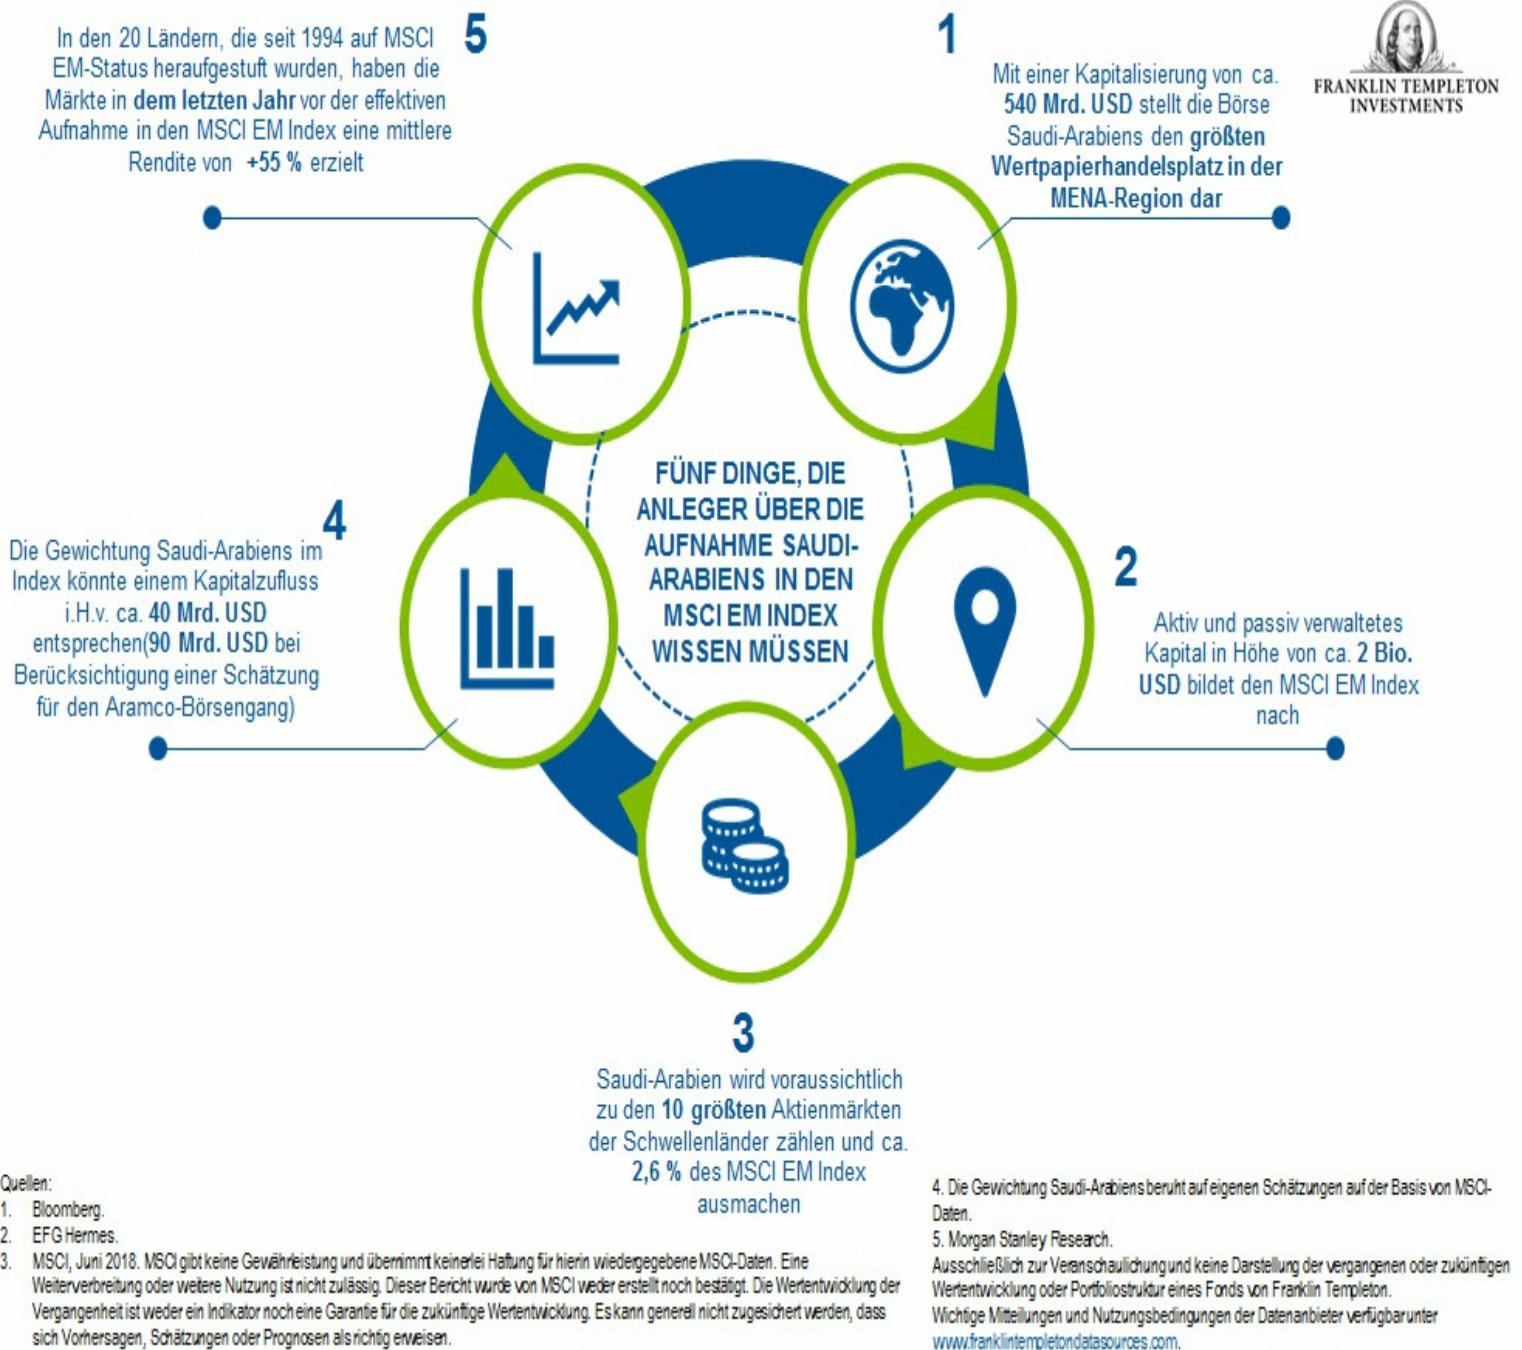 FRANKLIN TEMPLETON
INVESTMENTS
FÜNF DINGE, DIE
ANLEGER ÜBER DIE
AUFNAHME SAUDI-
ARABIENS IN DEN
MSCI EM INDEX
WISSEN MÜSSEN
1
Mit einer Kapitalisierung von ca.
540 Mrd. USD stellt die Börse
Saudi-Arabiens den größten
Wertpapierhandelsplatz in der
MENA-Region dar
2
Aktiv und passiv verwaltetes
Kapital in Höhe von ca. 2 Bio.
USD bildet den MSCI EM Index
nach
3
Saudi-Arabien wird voraussichtlich
zu den 10 größten Aktienmärkten
der Schwellenländer zählen und ca.
2,6 % des MSCI EM Index
ausmachen
4
Die Gewichtung Saudi-Arabiens im
Index könnte einem Kapitalzufluss
i.H.v. ca. 40 Mrd. USD
entsprechen(90 Mrd. USD bei
Berücksichtigung einer Schätzung
für den Aramco-Börsengang)
5
In den 20 Ländern, die seit 1994 auf MSCI
EM-Status heraufgestuft wurden, haben die
Märkte in dem letzten Jahr vor der effektiven
Aufnahme in den MSCI EM Index eine mittlere
Rendite von +55 % erzielt
Quellen:
1. Bloomberg.
2. EFG Hermes.
3. MSCI, Juni 2018. MSCI gibt keine Gewährleistung und übernimmt keinerlei Haftung für hierin wiedergegebene MSCI-Daten. Eine
Weiterverbreitung oder weitere Nutzung ist nicht zulässig. Dieser Bericht wurde von MSCI weder erstellt noch bestätigt. Die Wertentwicklung der
Vergangenheit ist weder ein Indikator noch eine Garantie für die zukünftige Wertentwicklung. Es kann generell nicht zugesichert werden, dass
sich Vorhersagen, Schätzungen oder Prognosen als richtig erweisen.
4. Die Gewichtung Saudi-Arabiens beruht auf eigenen Schätzungen auf der Basis von MSCI-
Daten.
5. Morgan Stanley Research.
Ausschließlich zur Veranschaulichung und keine Darstellung der vergangenen oder zukünftigen
Wertentwicklung oder Portfoliostruktur eines Fonds von Franklin Templeton.
Wichtige Mitteilungen und Nutzungsbedingungen der Datenanbieter verfügbar unter
www.franklintempletondatasources.com.